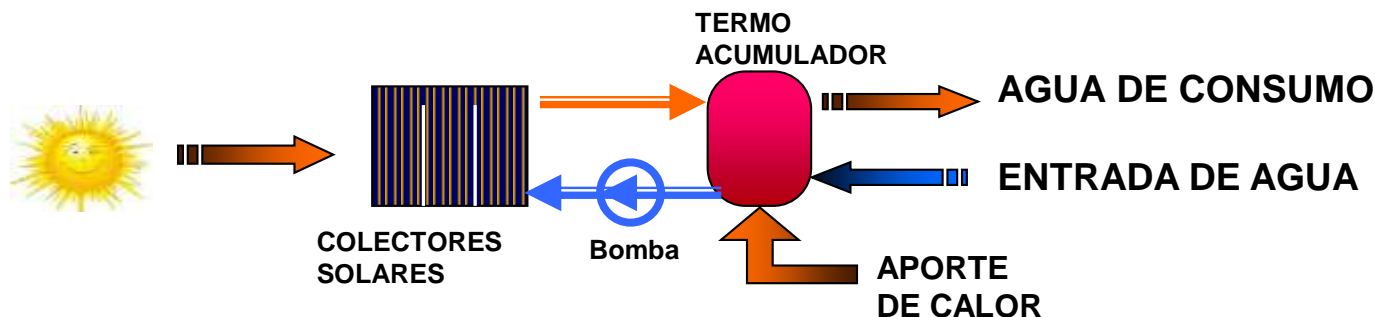 TERMO
ACUMULADOR
AGUA DE CONSUMO
ENTRADA DE AGUA
COLECTORES
SOLARES
Bomba
APORTE
DE CALOR